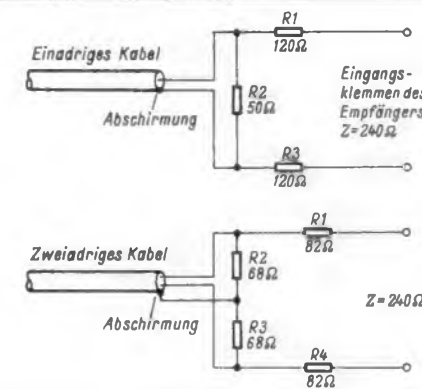 R1
120Ω
Einadriges Kabel
R2
50Ω
Abschirmung
Eingangs-
klemmen des
Empfängers
Z=240Ω
R3
120Ω
R1
82Ω
Zweiadriges Kabel
R2
68Ω
Abschirmung
R3
68Ω
Z=240Ω
R4
82Ω